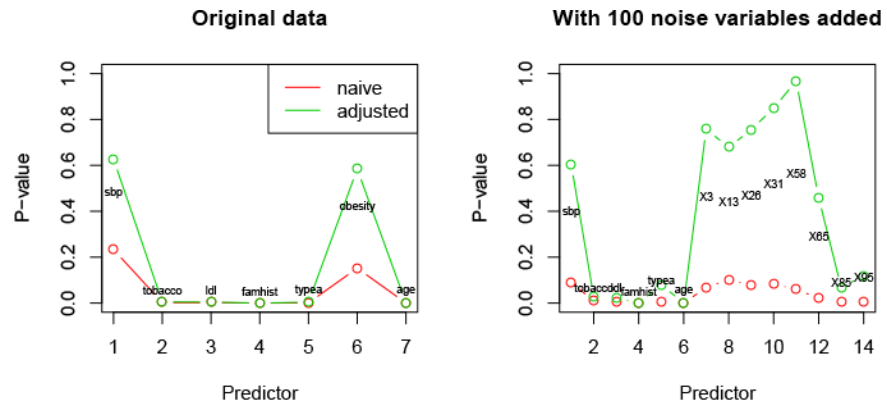 Original data
With 100 noise variables added
P-value
1.0
0.8
0.6
0.4
0.2
0.0
naive
adjusted
sbp
tobacco
ldl
famhist
typea
obesity
age
1 2 3 4 5 6 7
Predictor
P-value
1.0
0.8
0.6
0.4
0.2
0.0
sbp
tobacco
ldl
famhist
typea
age
X3
X13
X26
X31
X58
X65
X85
X95
2 4 6 8 10 12 14
Predictor